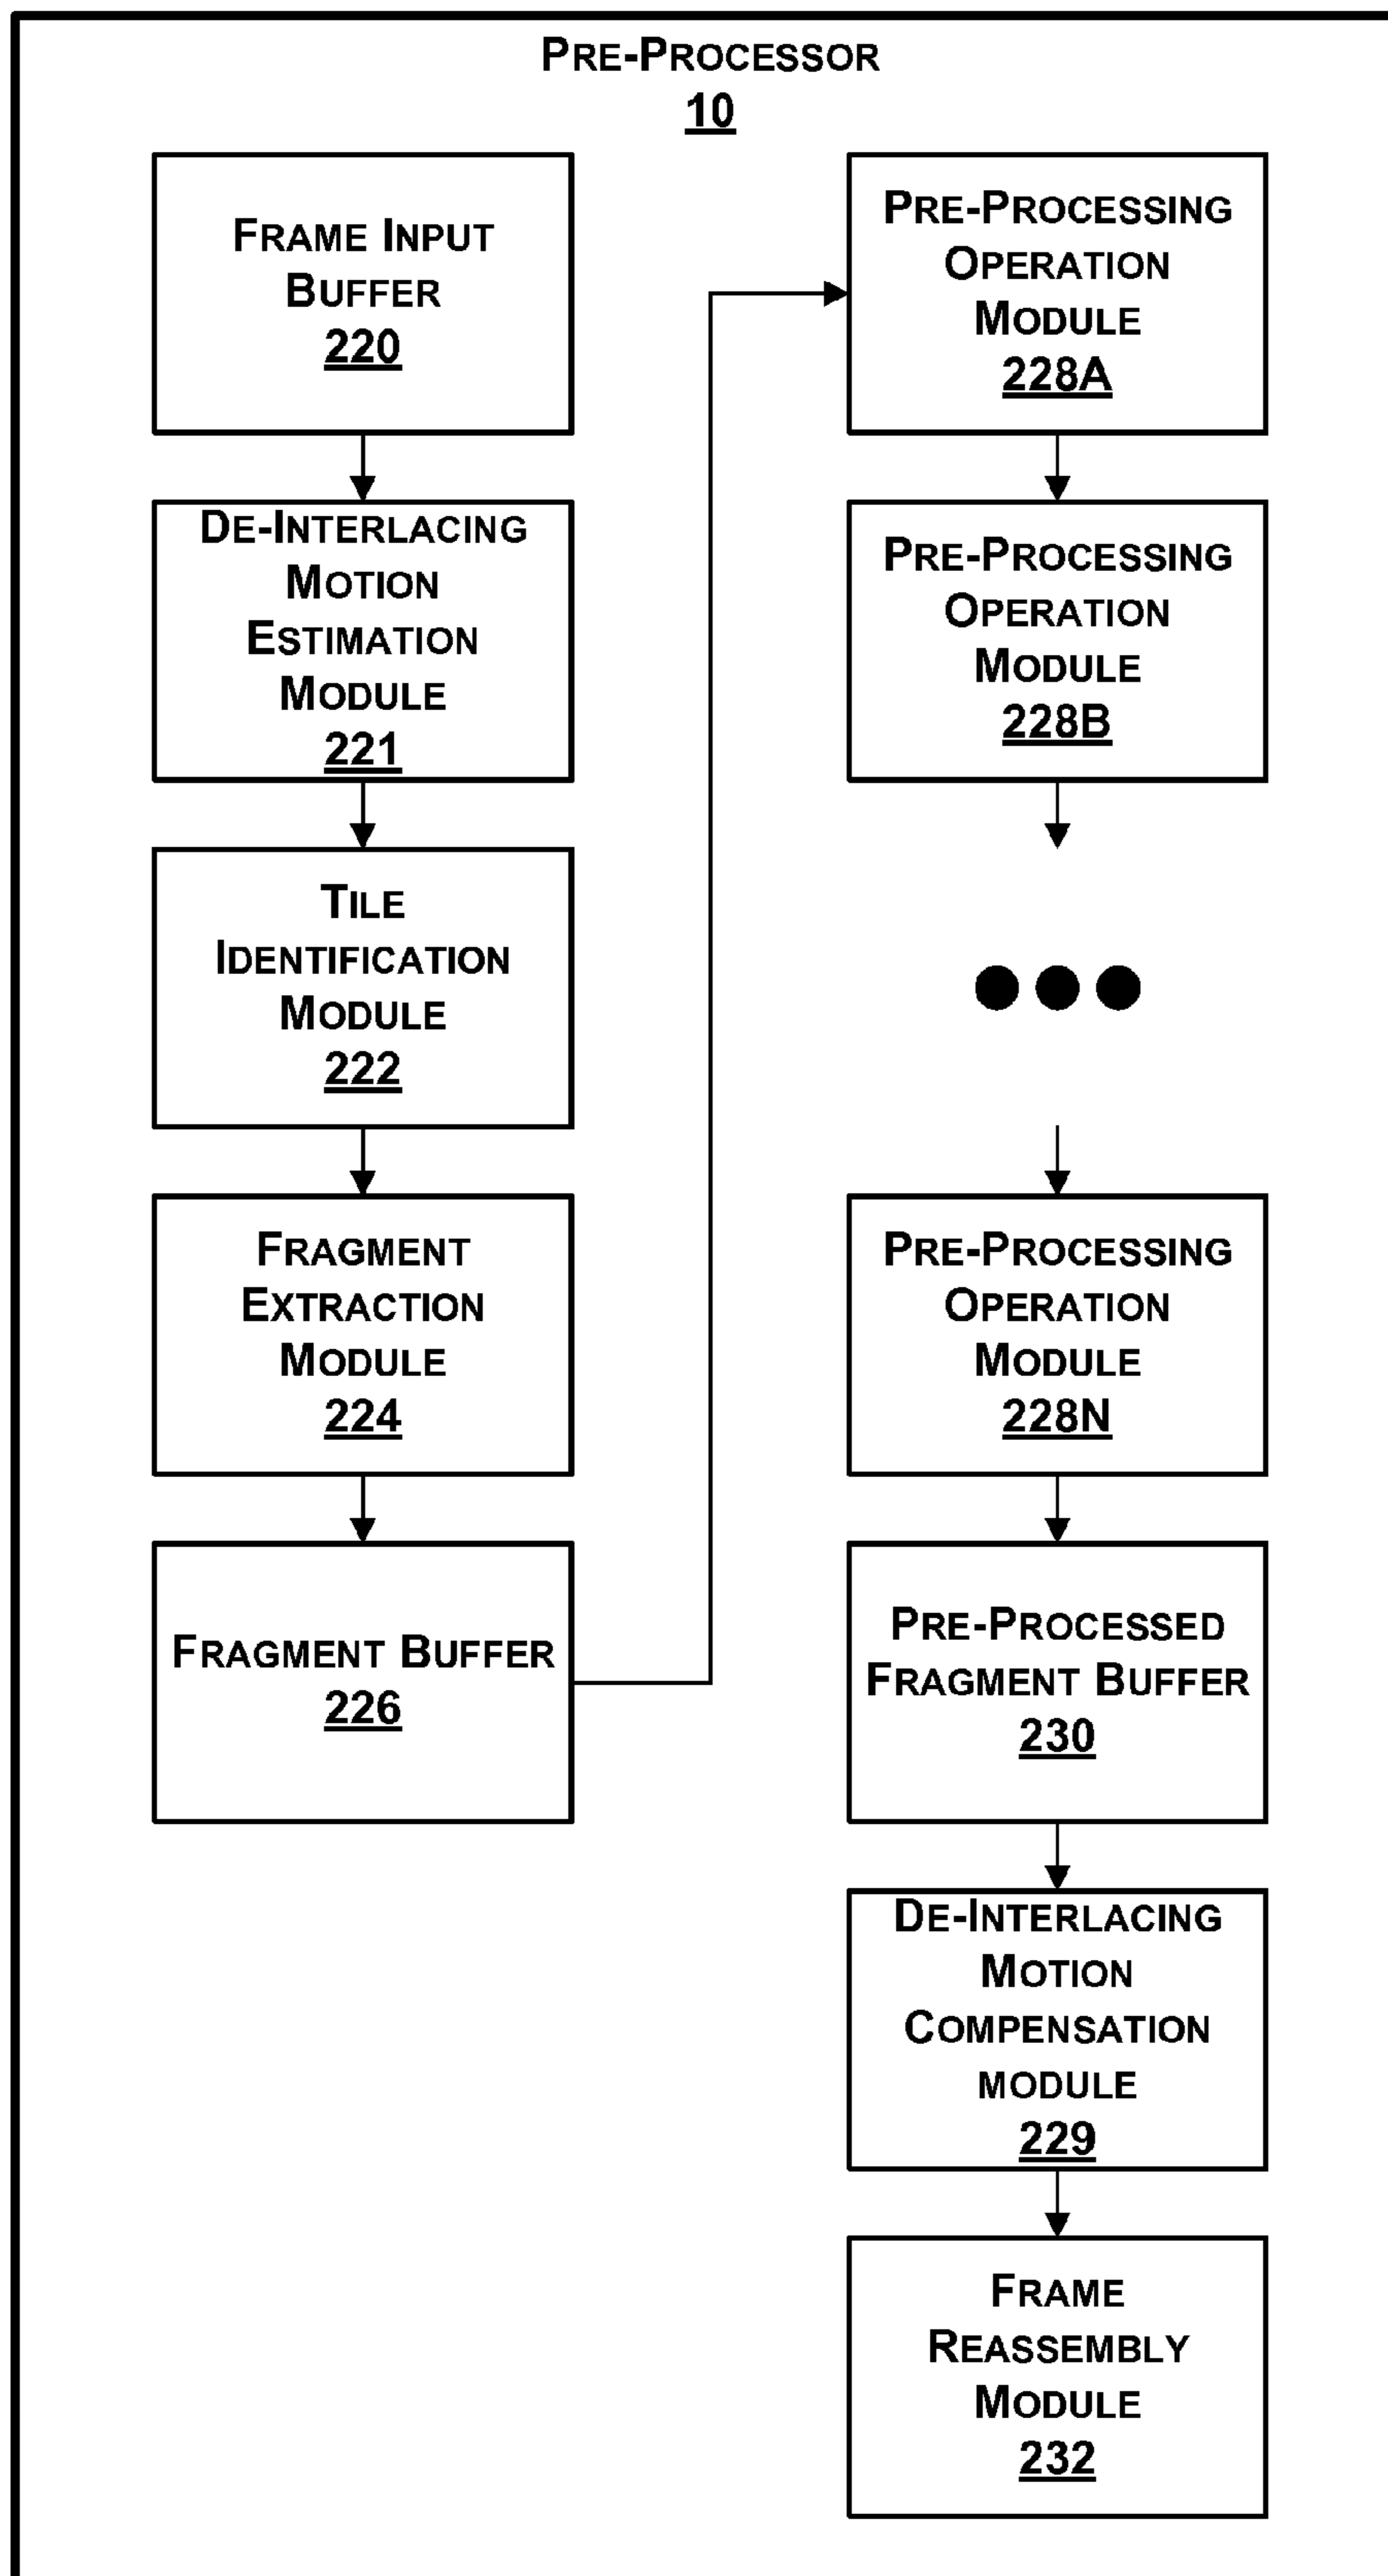 PRE-PROCESSOR
10
FRAME INPUT
BUFFER
220
DE-INTERLACING
MOTION
ESTIMATION
MODULE
221
TILE
IDENTIFICATION
MODULE
222
FRAGMENT
EXTRACTION
MODULE
224
FRAGMENT BUFFER
226
PRE-PROCESSING
OPERATION
MODULE
228A
PRE-PROCESSING
OPERATION
MODULE
228B
PRE-PROCESSING
OPERATION
MODULE
228N
PRE-PROCESSED
FRAGMENT BUFFER
230
DE-INTERLACING
MOTION
COMPENSATION
MODULE
229
FRAME
REASSEMBLY
MODULE
232